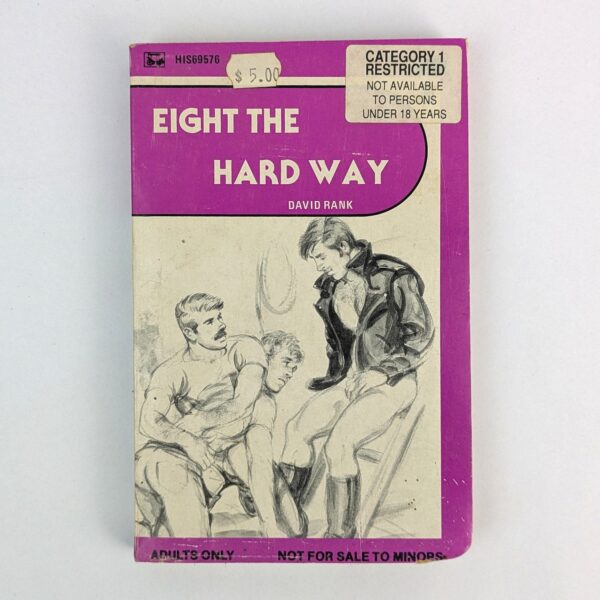 HIS69576
$ 5.00
CATEGORY 1
RESTRICTED
NOT AVAILABLE
TO PERSONS
UNDER 18 YEARS
EIGHT THE
HARD WAY
DAVID RANK
ADULTS ONLY
NOT FOR SALE TO MINORS